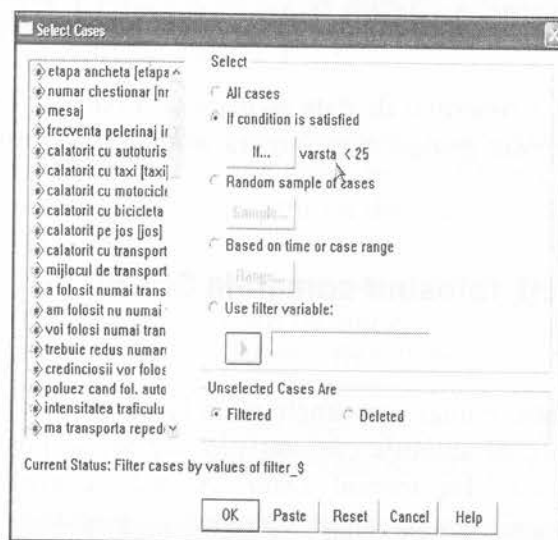 Select Cases
etapa ancheta [etapa
numar chestionar [nr
mesaj
frecventa pelerinaj in
calatorit cu autoturis
calatorit cu taxi [taxi]
calatorit cu motocicle
calatorit cu bicicleta
calatorit pe jos [jos]
calatorit cu transport
mijlocul de transport
a folosit numai trans
am folosit nu numai
voi folosi numai tran
trebuie redus numaru
credinciosii vor folos
poluez cand fol. auto
intensitatea traficulu
ma transporta reped
Select
All cases
If condition is satisfied
If... varsta < 25
Random sample of cases
Sample...
Based on time or case range
Range...
Use filter variable:
Unselected Cases Are
Filtered Deleted
Current Status: Filter cases by values of filter_$
OK Paste Reset Cancel Help